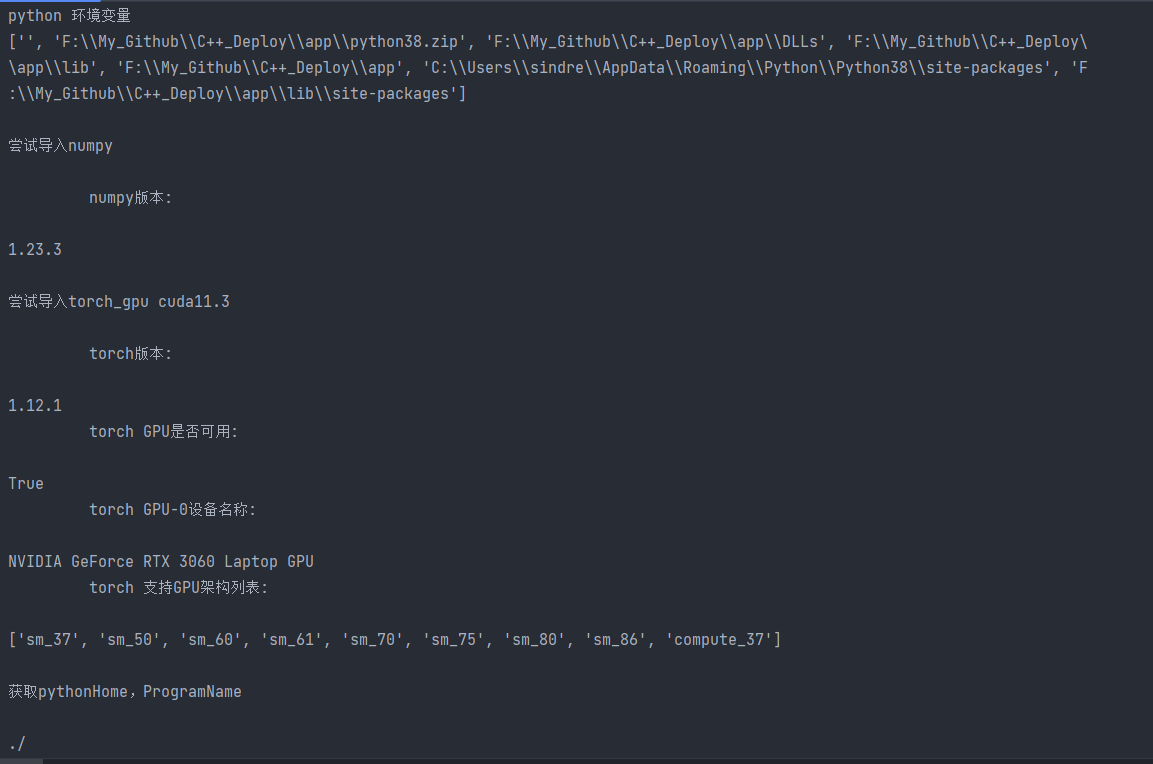 python 环境变量
['', 'F:\\My_Github\\C++_Deploy\\app\\python38.zip', 'F:\\My_Github\\C++_Deploy\\app\\DLLs', 'F:\\My_Github\\C++_Deploy\
\app\\lib', 'F:\\My_Github\\C++_Deploy\\app', 'C:\\Users\\sindre\\AppData\\Roaming\\Python\\Python38\\site-packages', 'F
:\\My_Github\\C++_Deploy\\app\\lib\\site-packages']
尝试导入numpy
numpy版本:
1.23.3
尝试导入torch_gpu cuda11.3
torch版本:
1.12.1
torch GPU是否可用:
True
torch GPU-0设备名称:
NVIDIA GeForce RTX 3060 Laptop GPU
torch 支持GPU架构列表:
['sm_37', 'sm_50', 'sm_60', 'sm_61', 'sm_70', 'sm_75', 'sm_80', 'sm_86', 'compute_37']
获取pythonHome，ProgramName
./